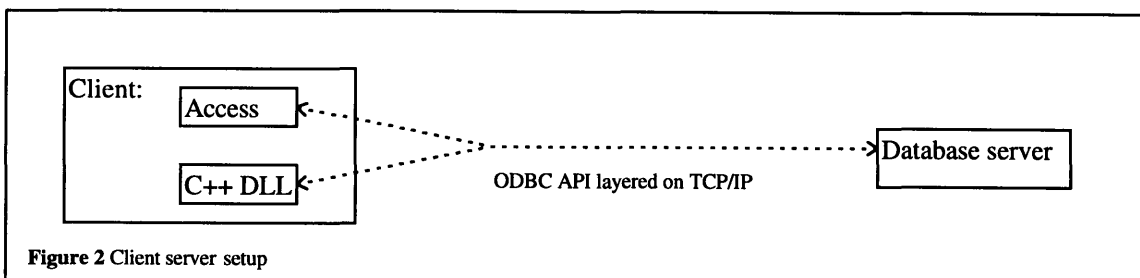 Client:
Access
C++ DLL
Database server
ODBC API layered on TCP/IP
Figure 2 Client server setup